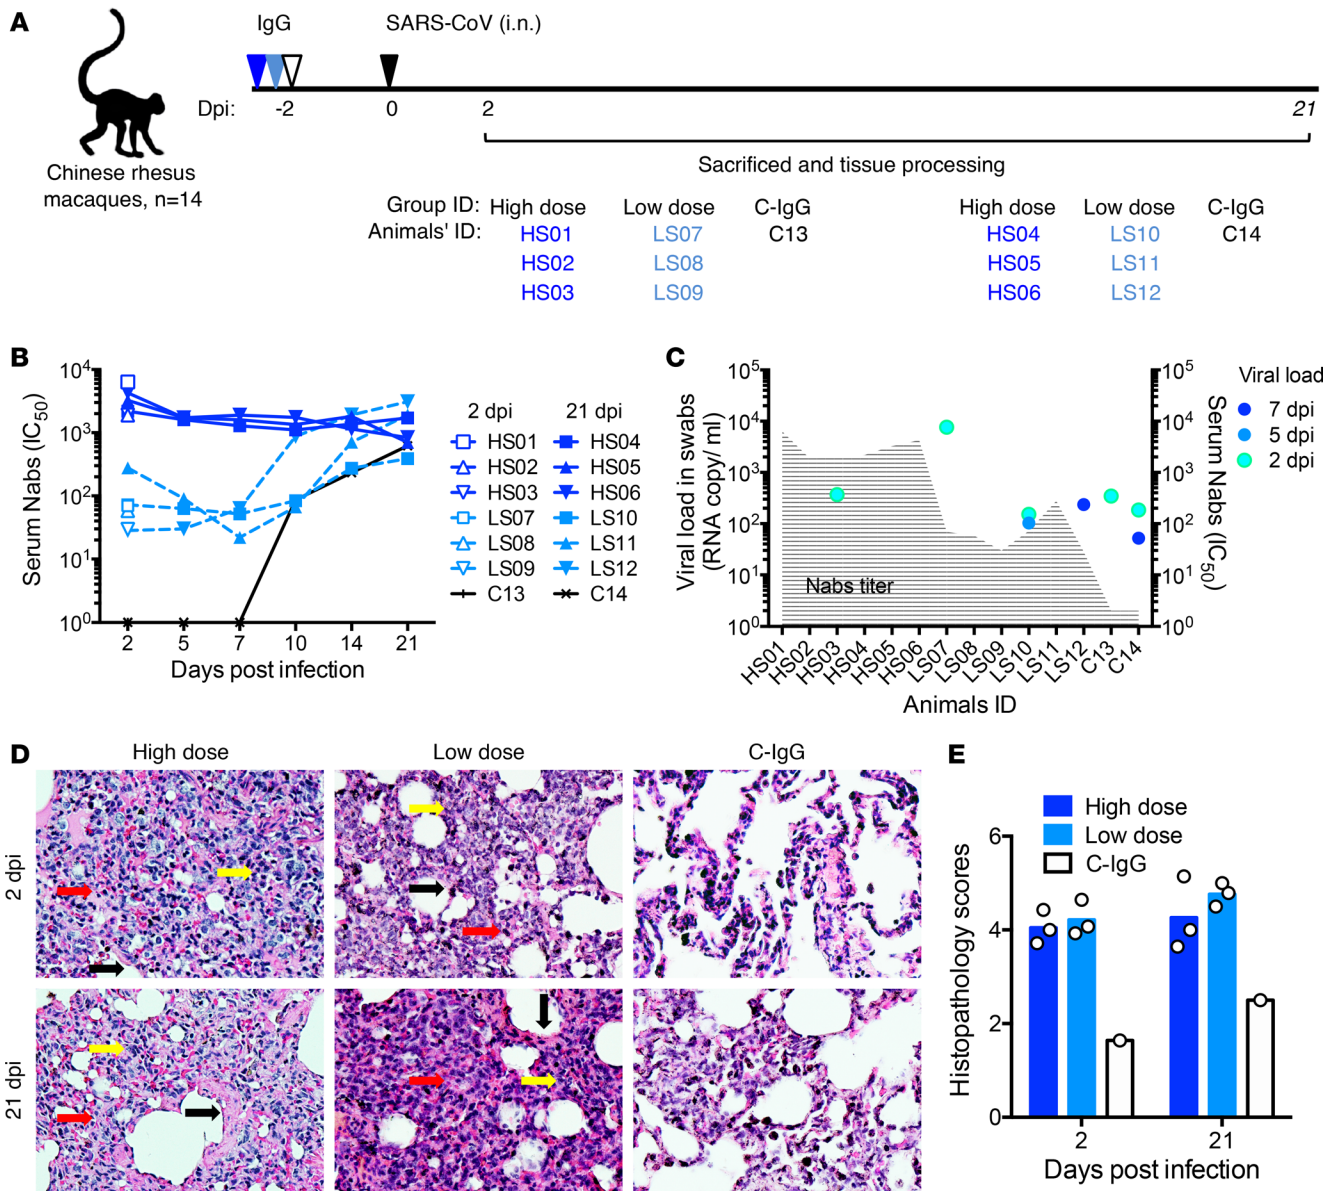 A
IgG
SARS-CoV (i.n.)
Dpi:
-2
0
2
21
Chinese rhesus
macaques, n=14
Sacrificed and tissue processing
Group ID: High dose Low dose C-IgG High dose Low dose C-IgG
Animals' ID: HS01 LS07 C13 HS04 LS10 C14
HS02 LS08 HS05 LS11
HS03 LS09 HS06 LS12
B
Serum Nabs (IC50)
10^4
10^3
10^2
10^1
10^0
2 5 7 10 14 21
Days post infection
2 dpi 21 dpi
HS01 HS04
HS02 HS05
HS03 HS06
LS07 LS10
LS08 LS11
LS09 LS12
C13 C14
C
Viral load in swabs
(RNA copy/ ml)
10^5
10^4
10^3
10^2
10^1
10^0
Nabs titer
10^5
10^4
10^3
10^2
10^1
10^0
Serum Nabs (IC50)
HS01 HS02 HS03 HS04 HS05 HS06 LS07 LS08 LS09 LS10 LS11 LS12 C13 C14
Animals ID
Viral load
7 dpi
5 dpi
2 dpi
D
High dose Low dose C-IgG
2 dpi
21 dpi
E
High dose
Low dose
C-IgG
Histopathology scores
6
4
2
0
2 21
Days post infection